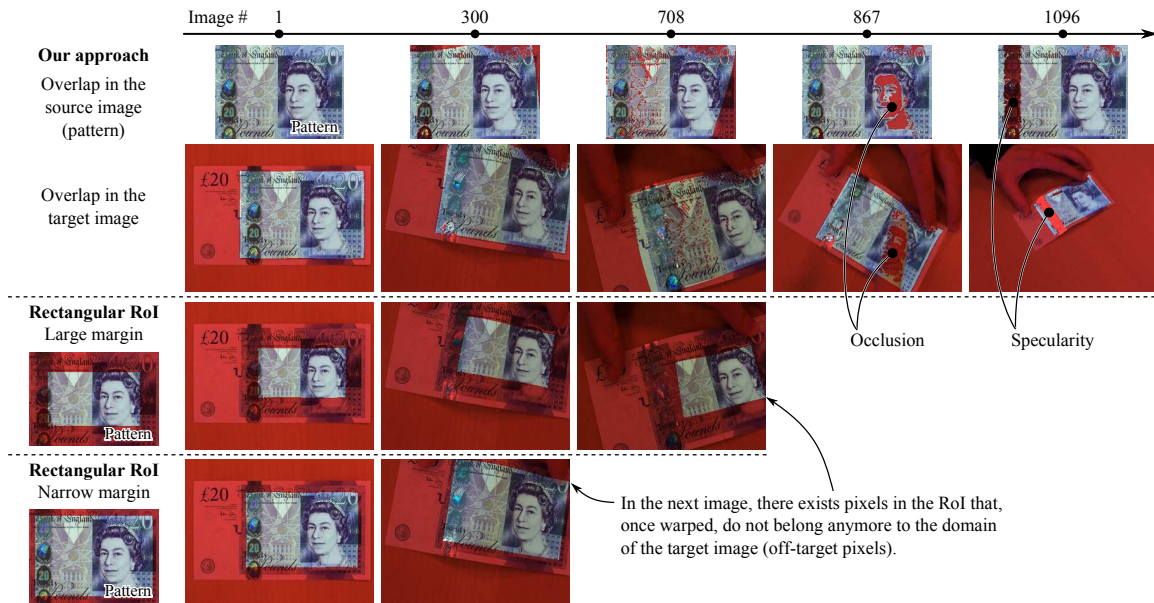 Image #
1
300
708
867
1096
Our approach
Overlap in the
source image
(pattern)
Pattern
Overlap in the
target image
£20
Occlusion
Specularity
Rectangular RoI
Large margin
Pattern
£20
Rectangular RoI
Narrow margin
Pattern
£20
In the next image, there exists pixels in the RoI that,
once warped, do not belong anymore to the domain
of the target image (off-target pixels).